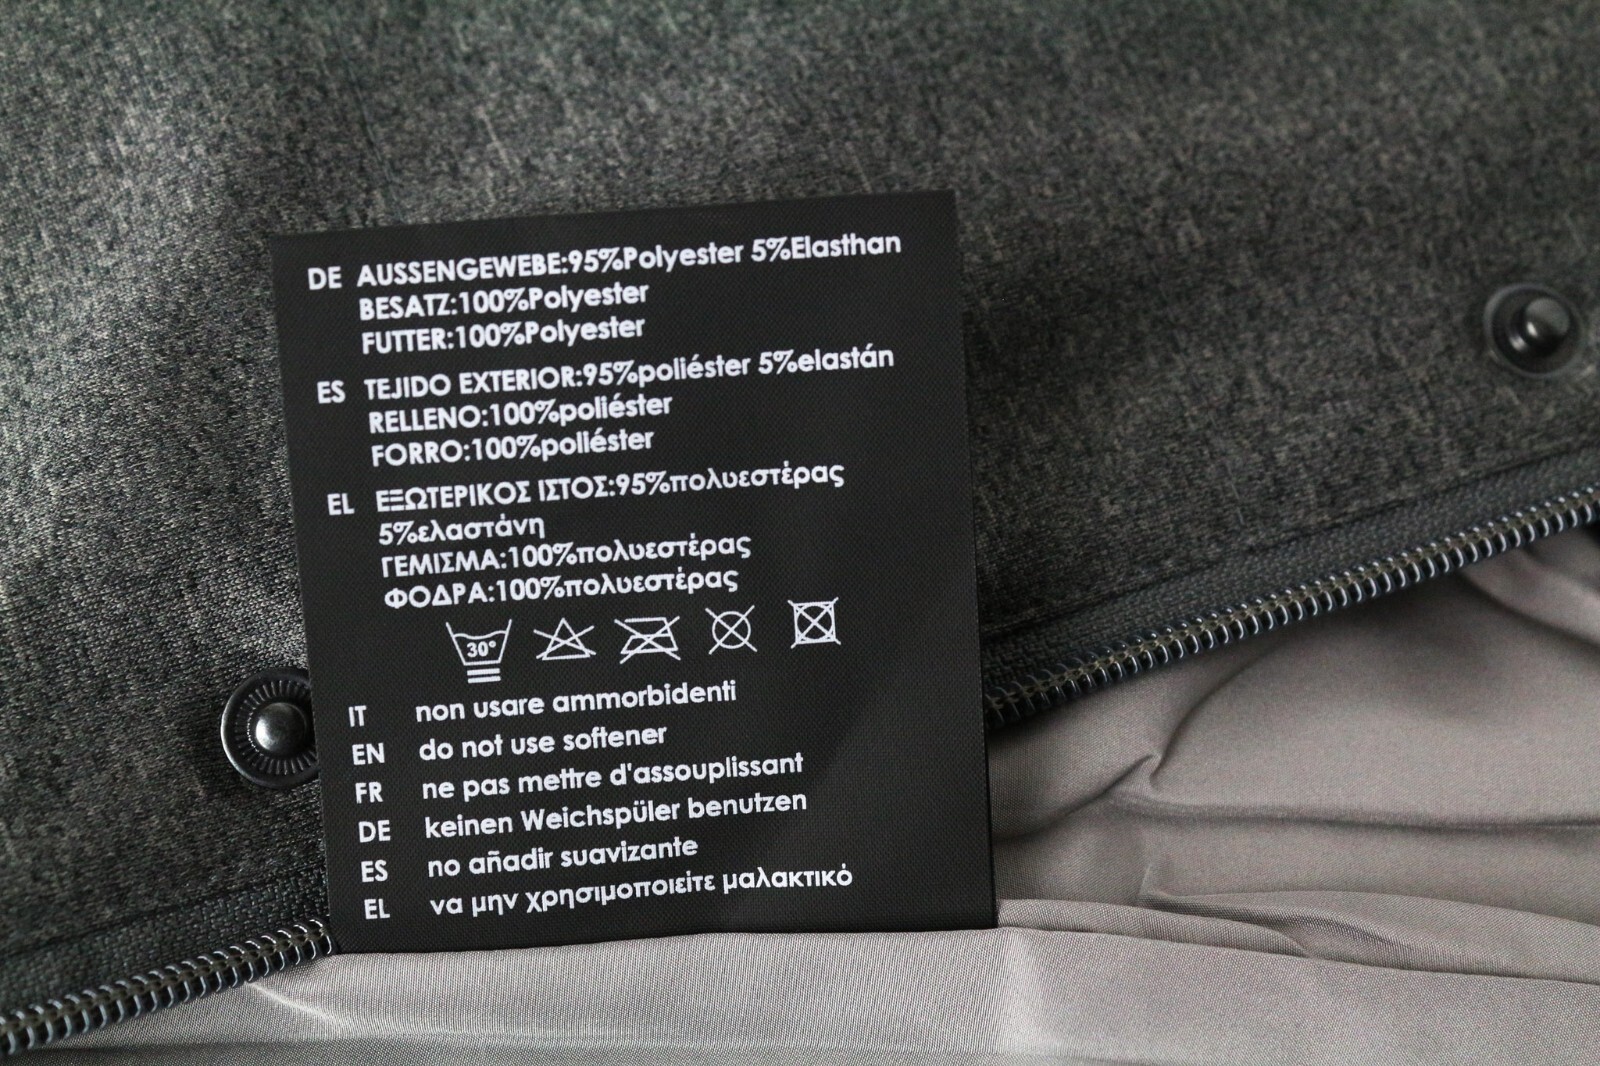 DE AUSSENGEWEBE:95%Polyester 5%Elasthan
BESATZ:100%Polyester
FUTTER:100%Polyester
ES TEJIDO EXTERIOR:95%poliéster 5%elastán
RELLENO:100%poliéster
FORRO:100%poliéster
EL ΕΞΩΤΕΡΙΚΟΣ ΙΣΤΟΣ:95%πολυεστέρας
5%ελαστάνη
ΓΕΜΙΣΜΑ:100%πολυεστέρας
ΦΟΔΡΑ:100%πολυεστέρας
30°
IT non usare ammorbidenti
EN do not use softener
FR ne pas mettre d'assouplissant
DE keinen Weichspüler benutzen
ES no añadir suavizante
EL να μην χρησιμοποιείτε μαλακτικό